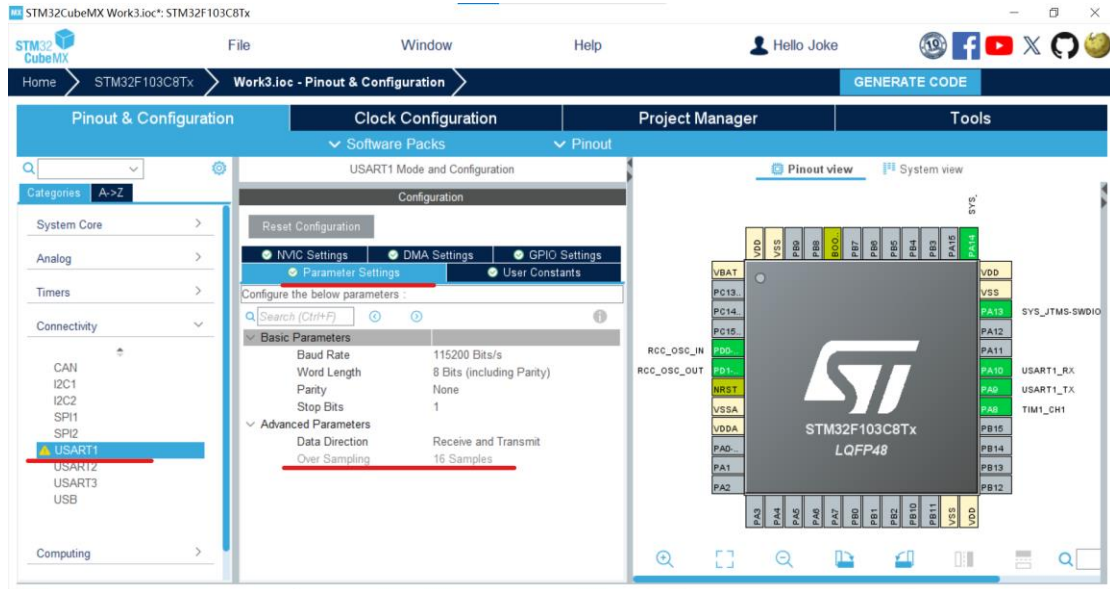 STM32CubeMX Work3.ioc*: STM32F103C8Tx
STM32 CubeMX
File Window Help Hello Joke
Home STM32F103C8Tx Work3.ioc - Pinout & Configuration GENERATE CODE
Pinout & Configuration Clock Configuration Project Manager Tools
Software Packs Pinout
USART1 Mode and Configuration
Pinout view System view
Categories A->Z
Configuration
System Core
Analog
Timers
Connectivity
CAN
I2C1
I2C2
SPI1
SPI2
USART1
USART2
USART3
USB
Computing
Reset Configuration
NVIC Settings DMA Settings GPIO Settings
Parameter Settings User Constants
Configure the below parameters :
Search (Ctrl+F)
Basic Parameters
Baud Rate 115200 Bits/s
Word Length 8 Bits (including Parity)
Parity None
Stop Bits 1
Advanced Parameters
Data Direction Receive and Transmit
Over Sampling 16 Samples
SYS_
VDD VSS PB9 PB8 BOO.. PB7 PB6 PB5 PB4 PB3 PA15 PA14
VBAT
PC13..
PC14..
PC15..
RCC_OSC_IN PD0-..
RCC_OSC_OUT PD1-..
NRST
VSSA
VDDA
PA0-..
PA1
PA2
STM32F103C8Tx
LQFP48
VDD
VSS
PA13 SYS_JTMS-SWDIO
PA12
PA11
PA10 USART1_RX
PA9 USART1_TX
PA8 TIM1_CH1
PB15
PB14
PB13
PB12
PA3 PA4 PA5 PA6 PA7 PB0 PB1 PB2 PB10 PB11 VSS VDD